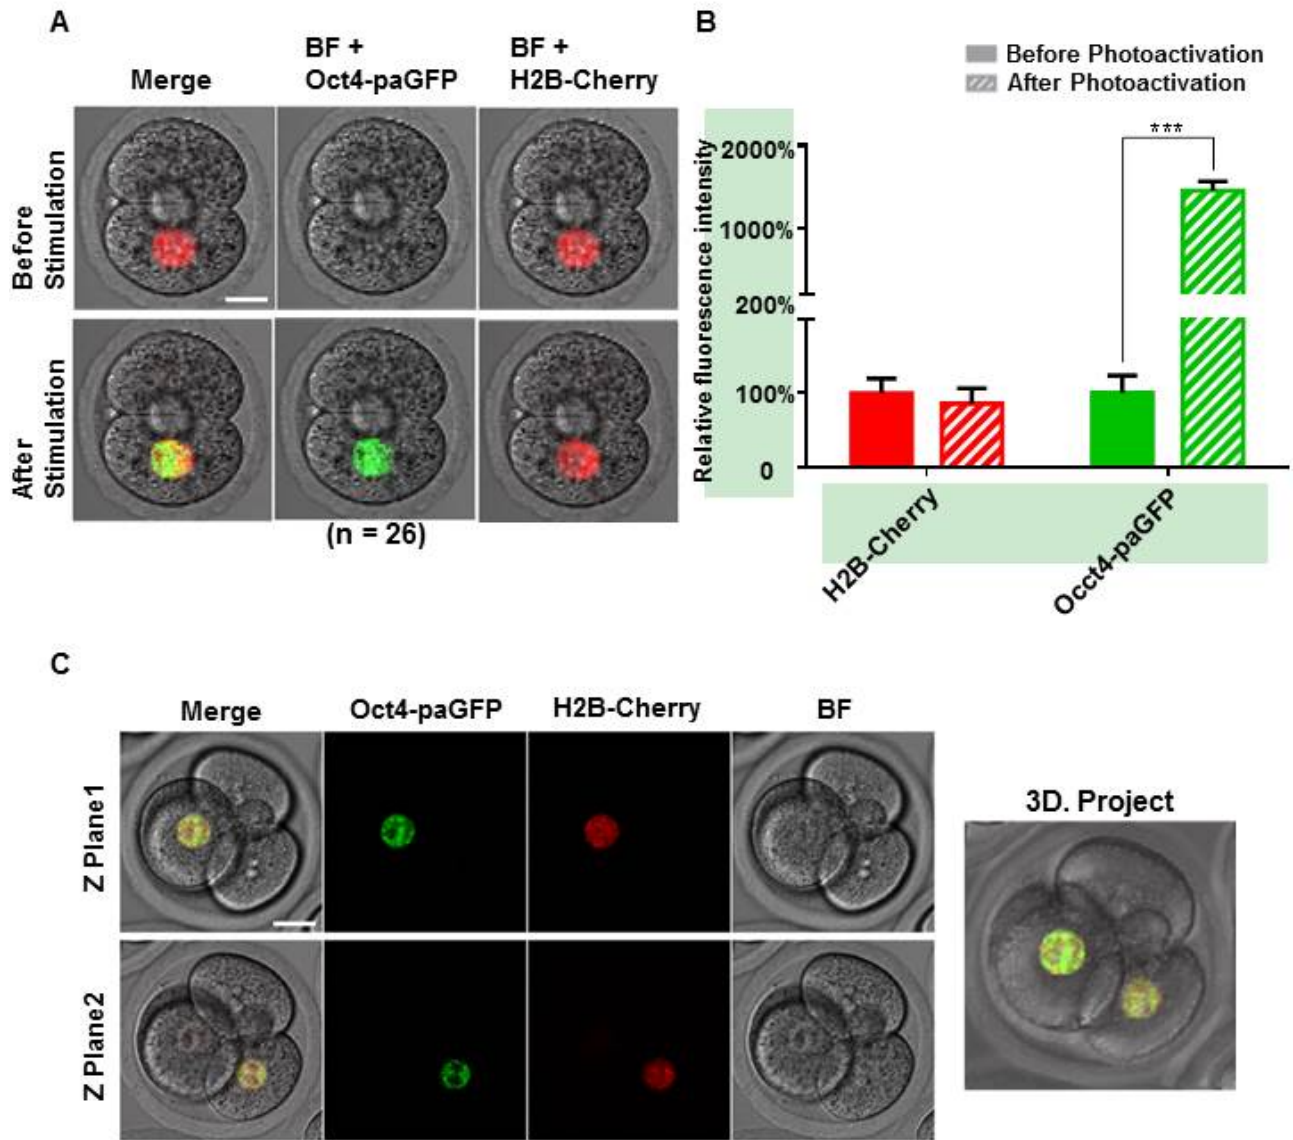 A
BF +
Oct4-paGFP
BF +
H2B-Cherry
Merge
Before
Stimulation
After
Stimulation
(n = 26)
B
Before Photoactivation
After Photoactivation
Relative fluorescence intensity
2000%
1000%
200%
100%
0
***
H2B-Cherry
Occt4-paGFP
C
Merge
Oct4-paGFP
H2B-Cherry
BF
Z Plane1
Z Plane2
3D. Project